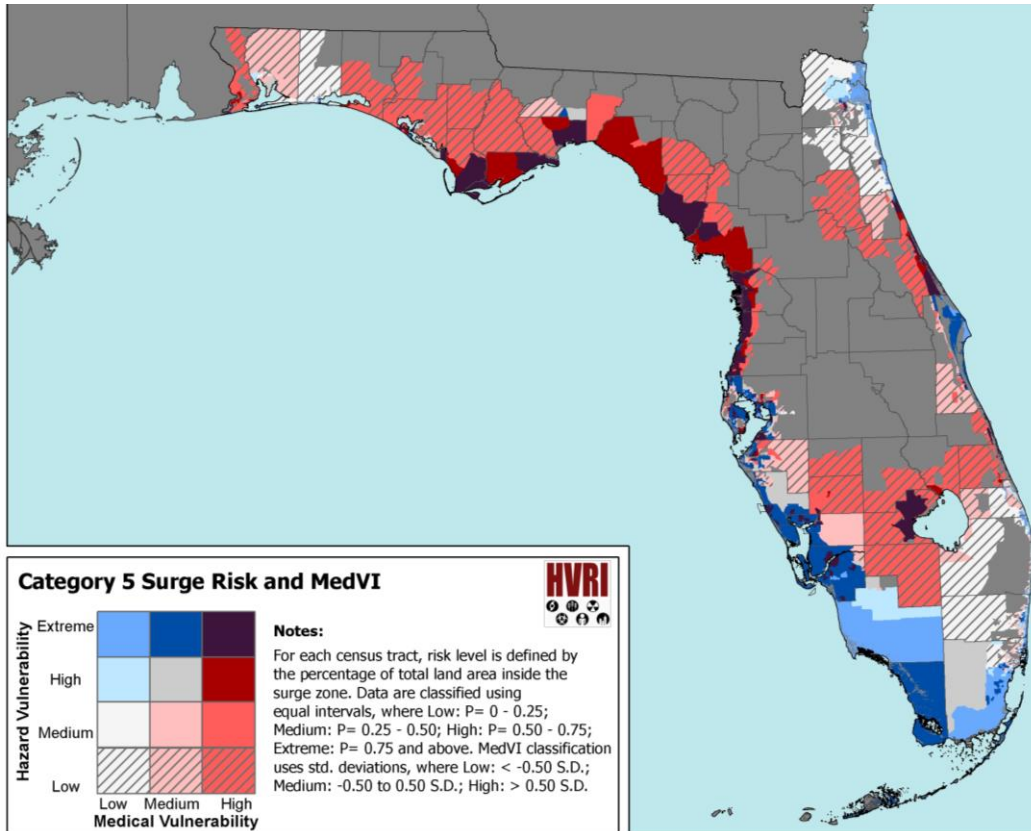 Category 5 Surge Risk and MedVI
HVRI
Hazard Vulnerability
Extreme
High
Medium
Low
Low Medium High
Medical Vulnerability
Notes:
For each census tract, risk level is defined by
the percentage of total land area inside the
surge zone. Data are classified using
equal intervals, where Low: P= 0 - 0.25;
Medium: P= 0.25 - 0.50; High: P= 0.50 - 0.75;
Extreme: P= 0.75 and above. MedVI classification
uses std. deviations, where Low: < -0.50 S.D.;
Medium: -0.50 to 0.50 S.D.; High: > 0.50 S.D.